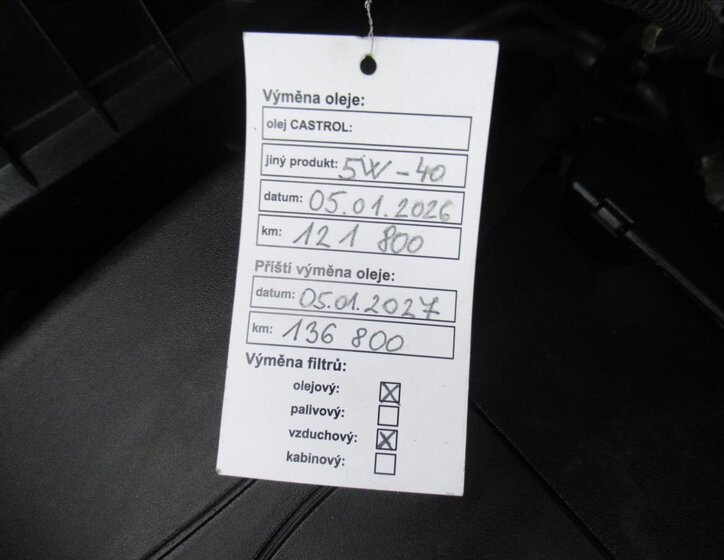 Výměna oleje:
olej CASTROL:
jiný produkt: 5W-40
datum: 05.01.2026
km: 121 800
Příští výměna oleje:
datum: 05.01.2027
km: 136 800
Výměna filtrů:
olejový: ☒
palivový: ☐
vzduchový: ☒
kabinový: ☐